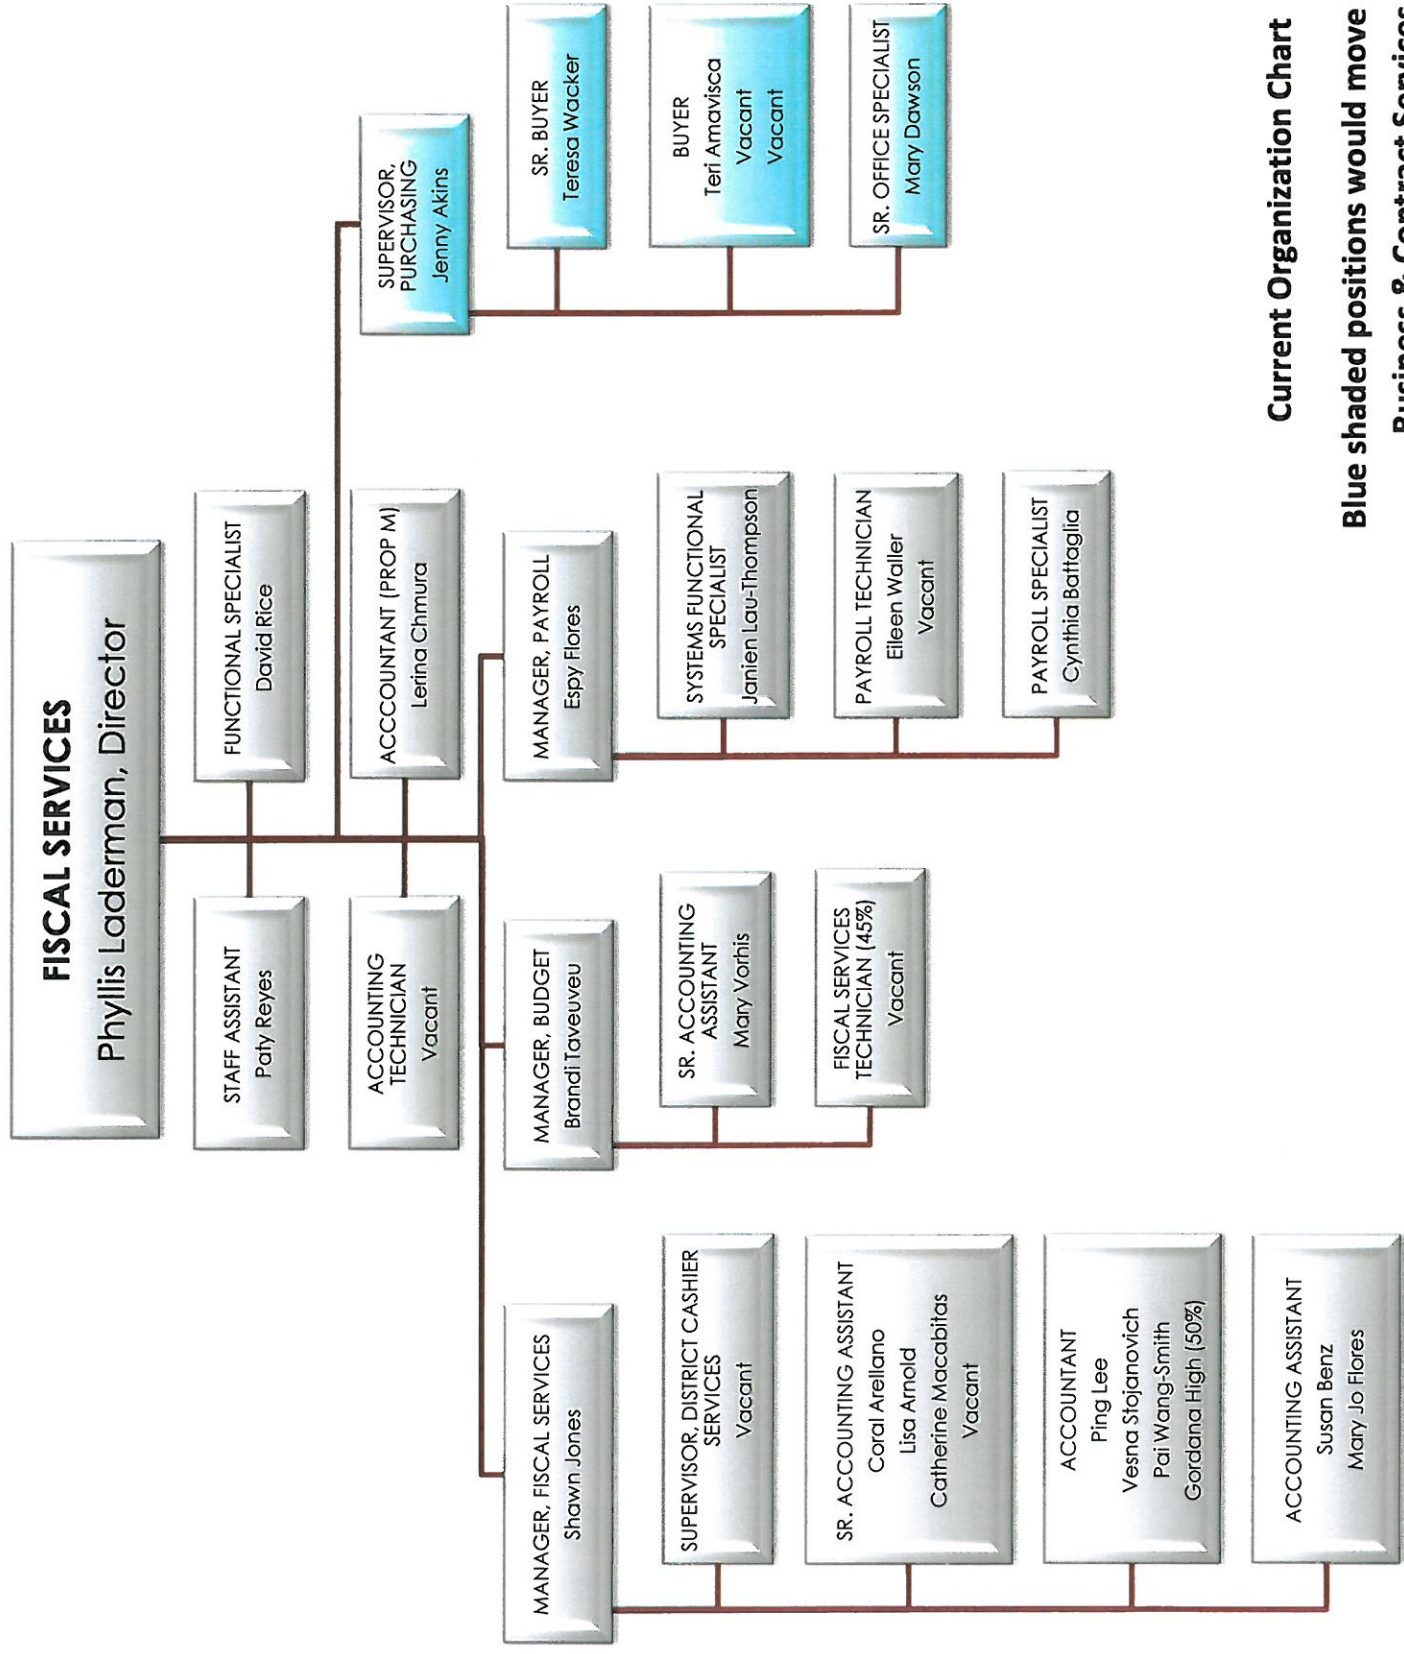 FISCAL SERVICES
Phyllis Laderman, Director
STAFF ASSISTANT
Paty Reyes
FUNCTIONAL SPECIALIST
David Rice
ACCOUNTING
TECHNICIAN
Vacant
ACCCOUNTANT (PROP M)
Lerina Chmura
SUPERVISOR,
PURCHASING
Jenny Akins
SR. BUYER
Teresa Wacker
BUYER
Teri Amavisca
Vacant
Vacant
SR. OFFICE SPECIALIST
Mary Dawson
MANAGER, FISCAL SERVICES
Shawn Jones
SUPERVISOR, DISTRICT CASHIER
SERVICES
Vacant
SR. ACCOUNTING ASSISTANT
Coral Arellano
Lisa Arnold
Catherine Macabitas
Vacant
ACCOUNTANT
Ping Lee
Vesna Stojanovich
Pai Wang-Smith
Gordana High (50%)
ACCOUNTING ASSISTANT
Susan Benz
Mary Jo Flores
MANAGER, BUDGET
Brandi Taveuveu
SR. ACCOUNTING
ASSISTANT
Mary Vorhis
FISCAL SERVICES
TECHNICIAN (45%)
Vacant
MANAGER, PAYROLL
Espy Flores
SYSTEMS FUNCTIONAL
SPECIALIST
Janien Lau-Thompson
PAYROLL TECHNICIAN
Eileen Waller
Vacant
PAYROLL SPECIALIST
Cynthia Battaglia
Current Organization Chart
Blue shaded positions would move
Business & Contract Services